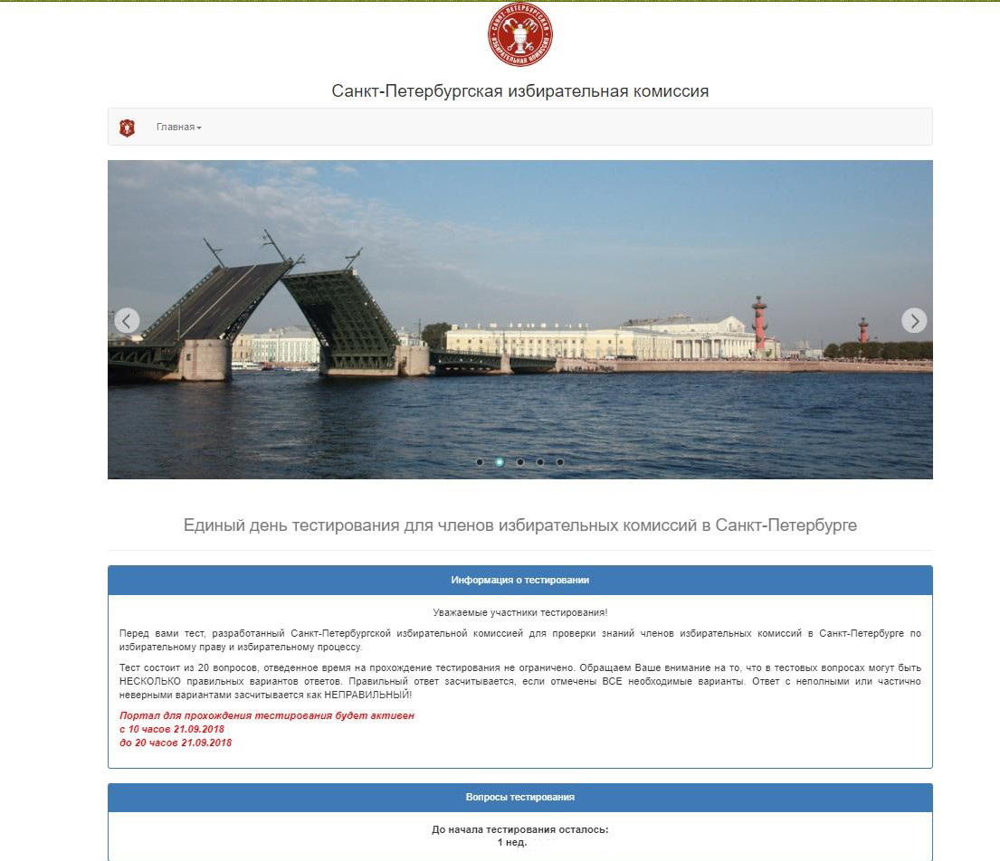 САНКТ-ПЕТЕРБУРГСКАЯ
ИЗБИРАТЕЛЬНАЯ КОМИССИЯ
Санкт-Петербургская избирательная комиссия
Главная
Единый день тестирования для членов избирательных комиссий в Санкт-Петербурге
Информация о тестировании
Уважаемые участники тестирования!
Перед вами тест, разработанный Санкт-Петербургской избирательной комиссией для проверки знаний членов избирательных комиссий в Санкт-Петербурге по
избирательному праву и избирательному процессу.
Тест состоит из 20 вопросов, отведенное время на прохождение тестирования не ограничено. Обращаем Ваше внимание на то, что в тестовых вопросах могут быть
НЕСКОЛЬКО правильных вариантов ответов. Правильный ответ засчитывается, если отмечены ВСЕ необходимые варианты. Ответ с неполными или частично
неверными вариантами засчитывается как НЕПРАВИЛЬНЫЙ!
Портал для прохождения тестирования будет активен
с 10 часов 21.09.2018
до 20 часов 21.09.2018
Вопросы тестирования
До начала тестирования осталось:
1 нед.